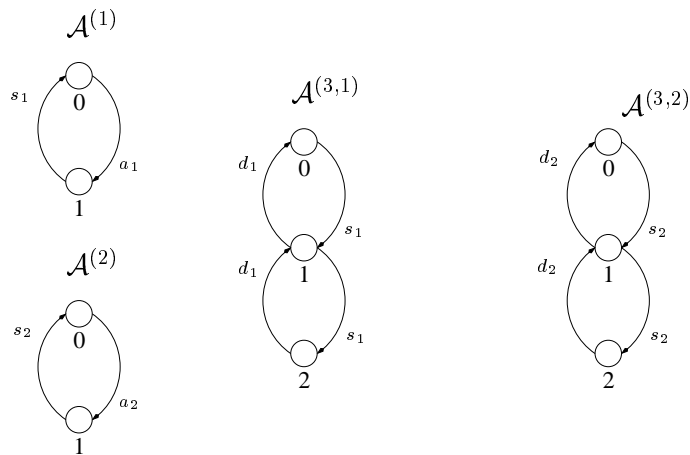 𝒜^(1)
s_1
0
a_1
1
𝒜^(2)
s_2
0
a_2
1
𝒜^(3,1)
d_1
0
s_1
d_1
1
s_1
2
𝒜^(3,2)
d_2
0
s_2
d_2
1
s_2
2